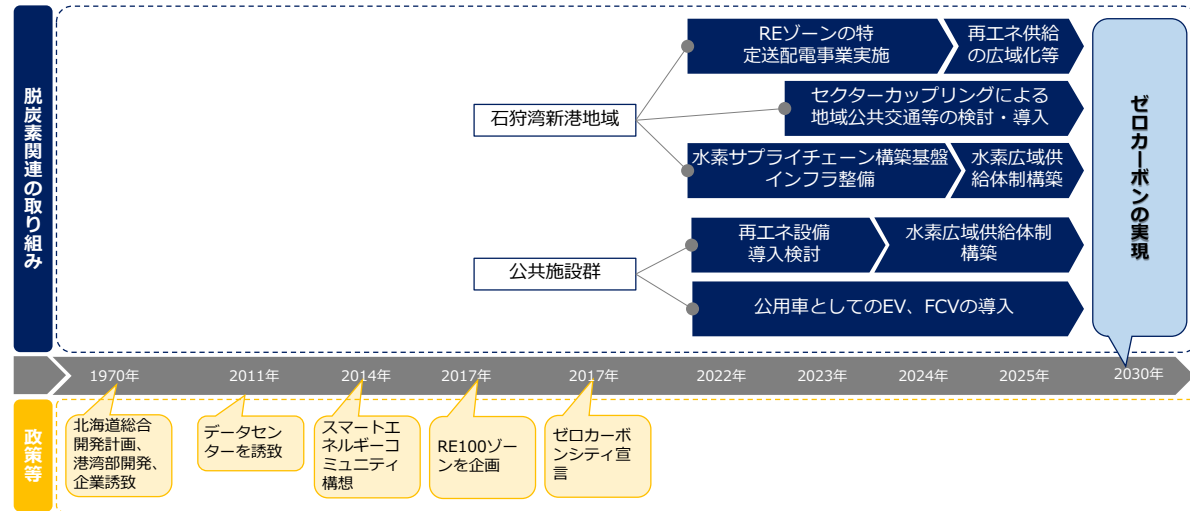 脱炭素関連の取り組み
石狩湾新港地域
REゾーンの特
定送配電事業実施
再エネ供給
の広域化等
セクターカップリングによる
地域公共交通等の検討・導入
水素サプライチェーン構築基盤
インフラ整備
水素広域供
給体制構築
公共施設群
再エネ設備
導入検討
水素広域供給体制
構築
公用車としてのEV、FCVの導入
ゼロカーボンの実現
1970年
2011年
2014年
2017年
2017年
2022年
2023年
2024年
2025年
2030年
政策等
北海道総合
開発計画、
港湾部開発、
企業誘致
データセン
ターを誘致
スマートエ
ネルギーコ
ミュニティ
構想
RE100ゾー
ンを企画
ゼロカーボ
ンシティ宣
言